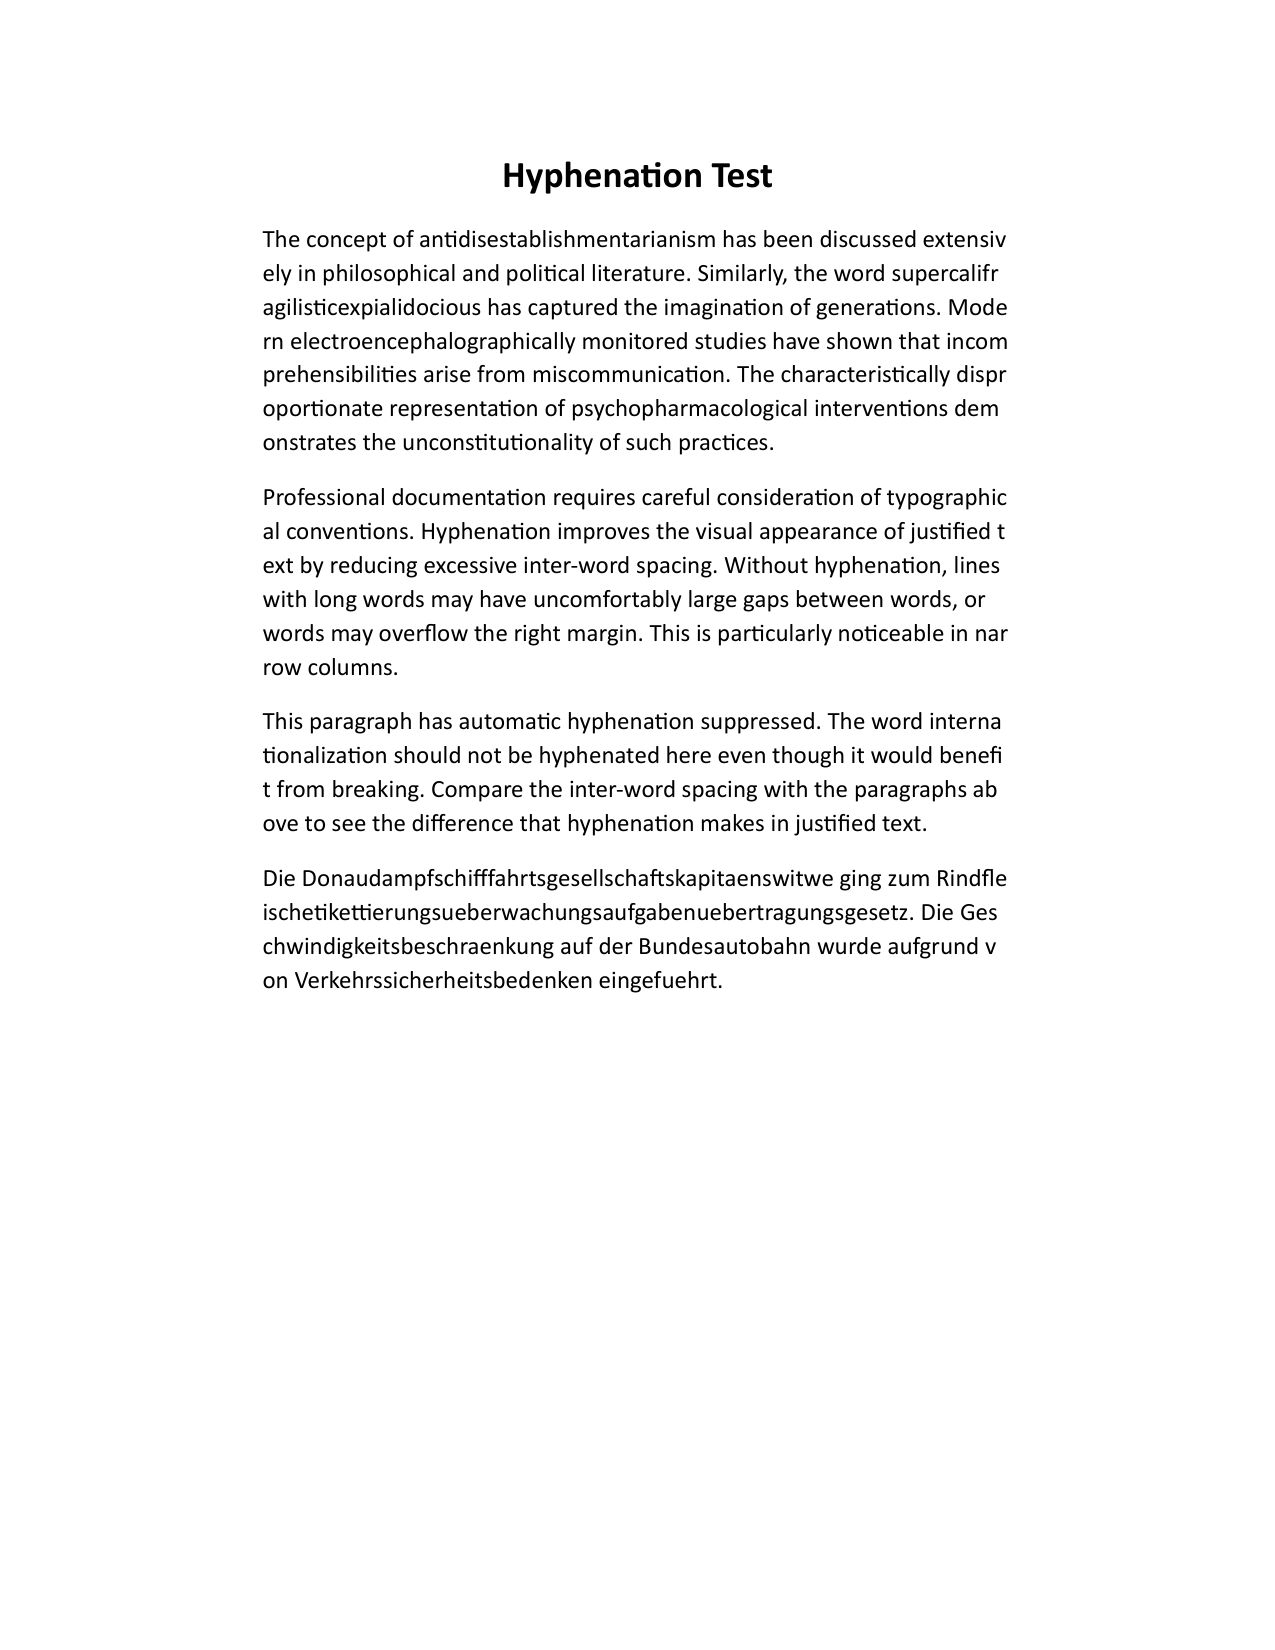 Hyphenation Test
The concept of antidisestablishmentarianism has been discussed extensiv
ely in philosophical and political literature. Similarly, the word supercalifr
agilisticexpialidocious has captured the imagination of generations. Mode
rn electroencephalographically monitored studies have shown that incom
prehensibilities arise from miscommunication. The characteristically dispr
oportionate representation of psychopharmacological interventions dem
onstrates the unconstitutionality of such practices.
Professional documentation requires careful consideration of typographic
al conventions. Hyphenation improves the visual appearance of justified t
ext by reducing excessive inter-word spacing. Without hyphenation, lines
with long words may have uncomfortably large gaps between words, or
words may overflow the right margin. This is particularly noticeable in nar
row columns.
This paragraph has automatic hyphenation suppressed. The word interna
tionalization should not be hyphenated here even though it would benefi
t from breaking. Compare the inter-word spacing with the paragraphs ab
ove to see the difference that hyphenation makes in justified text.
Die Donaudampfschifffahrtsgesellschaftskapitaenswitwe ging zum Rindfle
ischetikettierungsueberwachungsaufgabenuebertragungsgesetz. Die Ges
chwindigkeitsbeschraenkung auf der Bundesautobahn wurde aufgrund v
on Verkehrssicherheitsbedenken eingefuehrt.